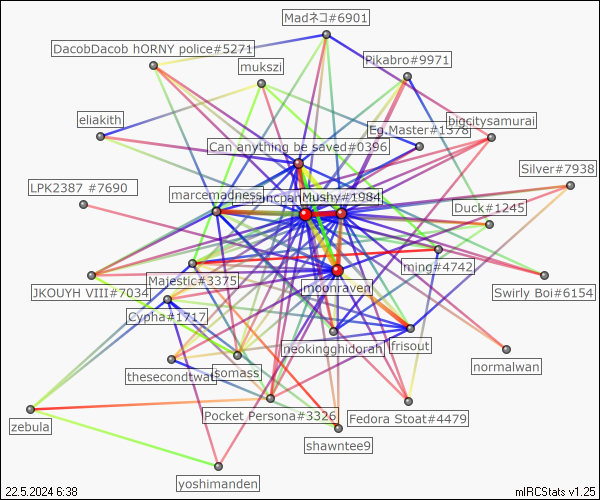 Madネコ#6901
DacobDacob hORNY police#5271
Pikabro#9971
mukszi
eliakith
bigcitysamurai
Eg.Master#1378
Can anything be saved#0396
Silver#7938
LPK2387 #7690
marcemadness
Mushy#1984
Duck#1245
ming#4742
JKOUYH VIII#7034
Majestic#3375
moonraven
Swirly Boi#6154
Cypha#1717
neokingghidorah
frisout
normalwan
thesecondtwat
somass
Pocket Persona#3326
Fedora Stoat#4479
zebula
shawntee9
yoshimanden
22.5.2024 6:38
mIRCStats v1.25